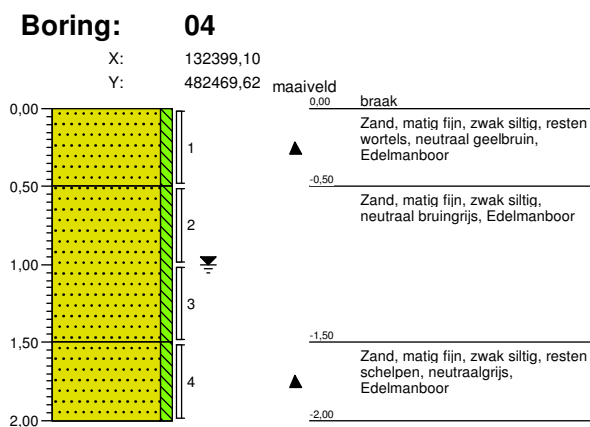 Boring: 04
X: 132399,10
Y: 482469,62
maaiveld
0,00
0,50
1,00
1,50
2.00
1
2
3
4
0,00 braak
Zand, matig fijn, zwak siltig, resten
wortels, neutraal geelbruin,
Edelmanboor
-0,50
Zand, matig fijn, zwak siltig,
neutraal bruingrijs, Edelmanboor
-1,50
Zand, matig fijn, zwak siltig, resten
schelpen, neutraalgrijs,
Edelmanboor
-2,00